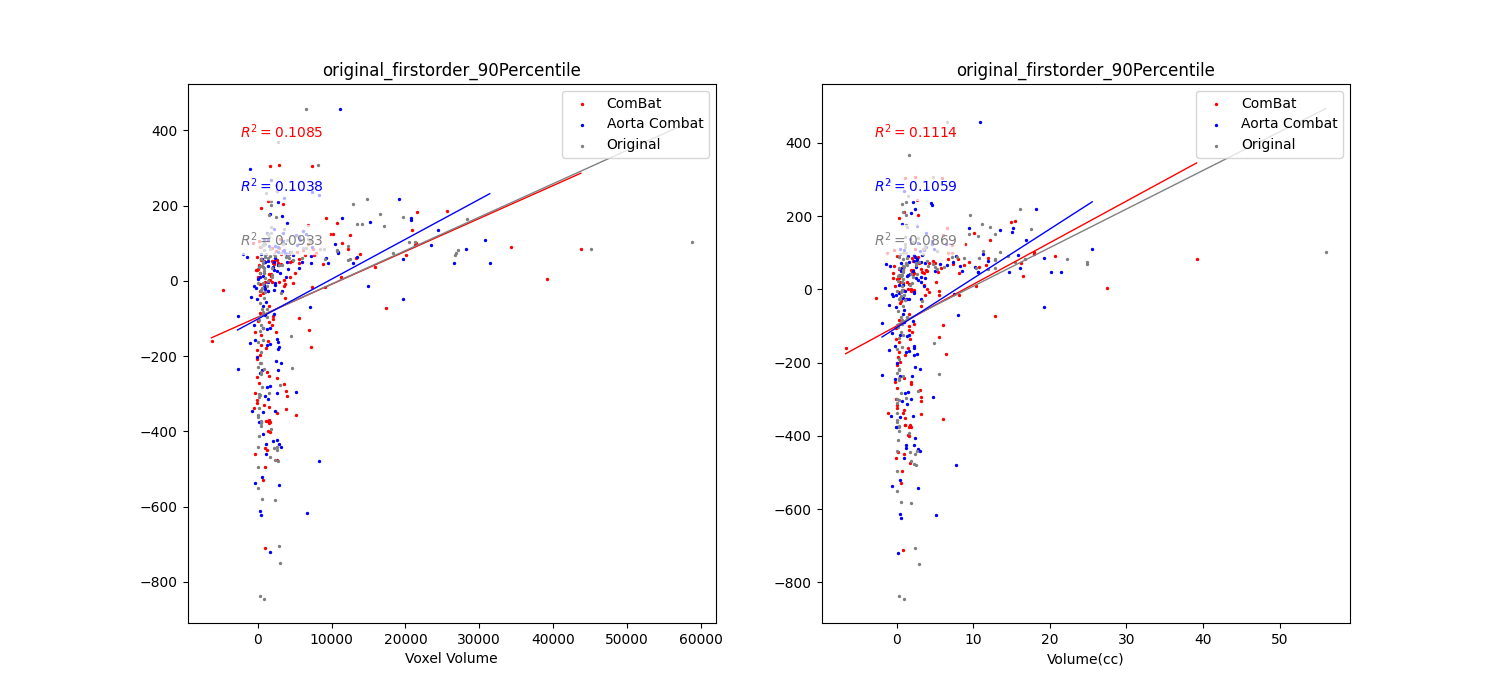 original_firstorder_90Percentile
ComBat
Aorta Combat
Original
R² = 0.1085
R² = 0.1038
R² = 0.0933
400
200
0
−200
−400
−600
−800
0 10000 20000 30000 40000 50000 60000
Voxel Volume
original_firstorder_90Percentile
ComBat
Aorta Combat
Original
R² = 0.1114
R² = 0.1059
R² = 0.0869
400
200
0
−200
−400
−600
−800
0 10 20 30 40 50
Volume(cc)